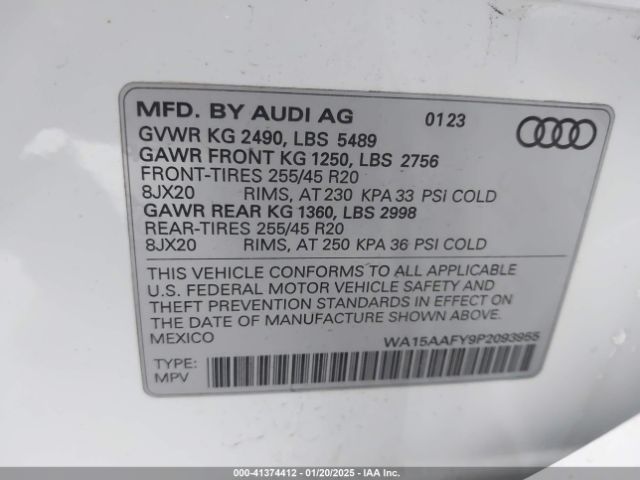 MFD. BY AUDI AG 0123
GVWR KG 2490, LBS 5489
GAWR FRONT KG 1250, LBS 2756
FRONT-TIRES 255/45 R20
8JX20 RIMS, AT 230 KPA 33 PSI COLD
GAWR REAR KG 1360, LBS 2998
REAR-TIRES 255/45 R20
8JX20 RIMS, AT 250 KPA 36 PSI COLD
THIS VEHICLE CONFORMS TO ALL APPLICABLE
U.S. FEDERAL MOTOR VEHICLE SAFETY AND
THEFT PREVENTION STANDARDS IN EFFECT ON
THE DATE OF MANUFACTURE SHOWN ABOVE.
MEXICO WA15AAFY9P2093955
TYPE:
MPV
000-41374412 - 01/20/2025 - IAAI.COM